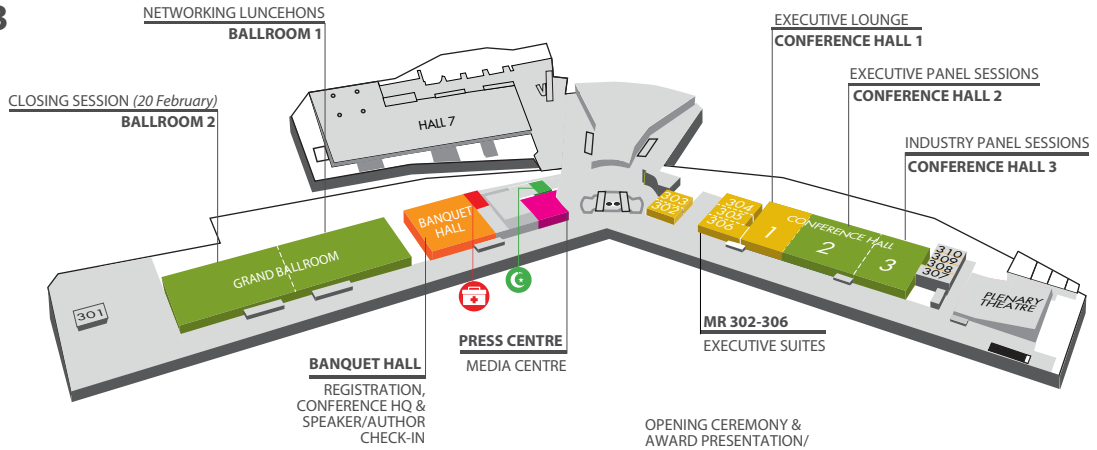 3
NETWORKING LUNCEHONS
BALLROOM 1
EXECUTIVE LOUNGE
CONFERENCE HALL 1
EXECUTIVE PANEL SESSIONS
CONFERENCE HALL 2
CLOSING SESSION (20 February)
BALLROOM 2
INDUSTRY PANEL SESSIONS
CONFERENCE HALL 3
HALL 7
303
302
304
305
306
BANQUET
HALL
CONFERENCE HALL
1
2
3
310
309
308
307
GRAND BALLROOM
PLENARY
THEATRE
301
MR 302-306
EXECUTIVE SUITES
PRESS CENTRE
MEDIA CENTRE
BANQUET HALL
REGISTRATION,
CONFERENCE HQ &
SPEAKER/AUTHOR
CHECK-IN
OPENING CEREMONY &
AWARD PRESENTATION/